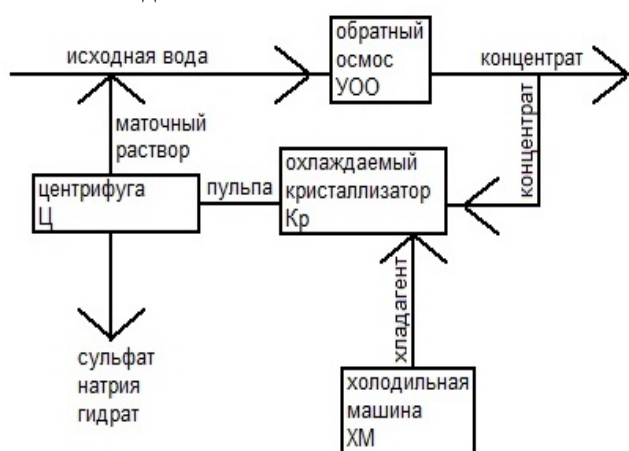 исходная вода
обратный
осмос
УОО
концентрат
маточный
раствор
концентрат
центрифуга
Ц
пульпа
охлаждаемый
кристаллизатор
Кр
хладагент
сульфат
натрия
гидрат
холодильная
машина
ХМ